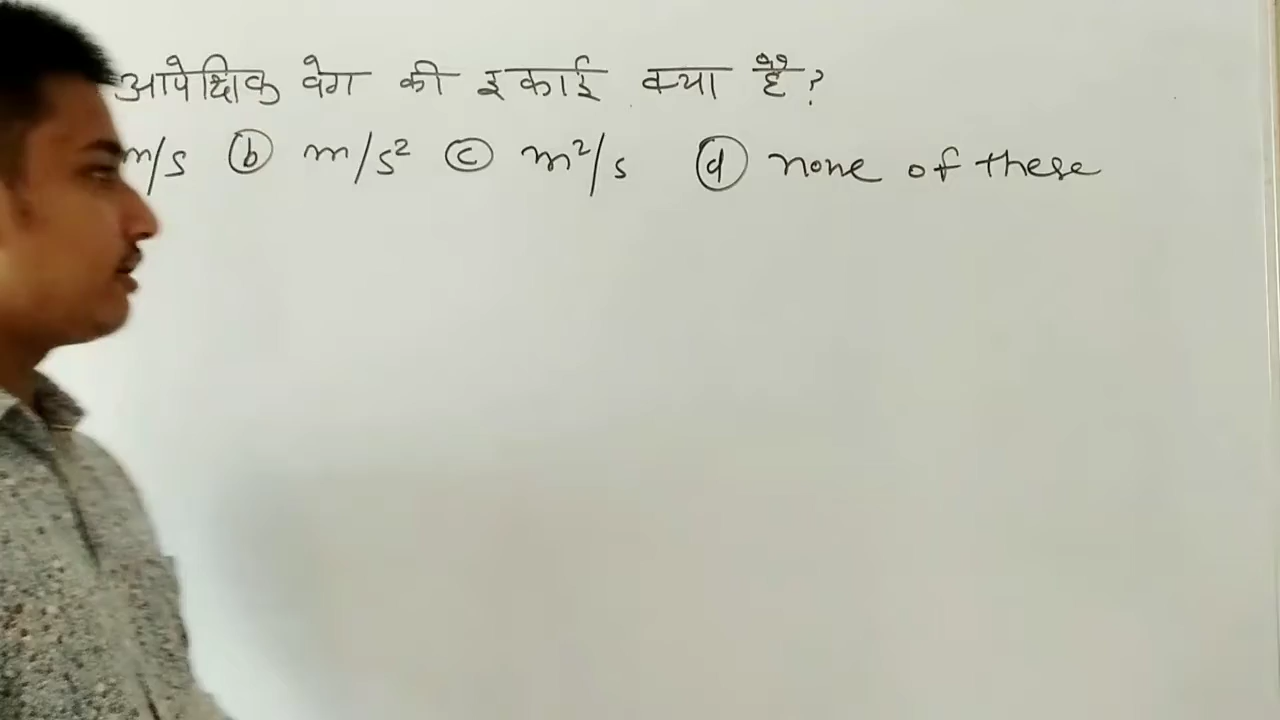 आपेक्षिक वेग की इकाई क्या है?
m/s ⓑ m/s² ⓒ m²/s ⓓ none of these